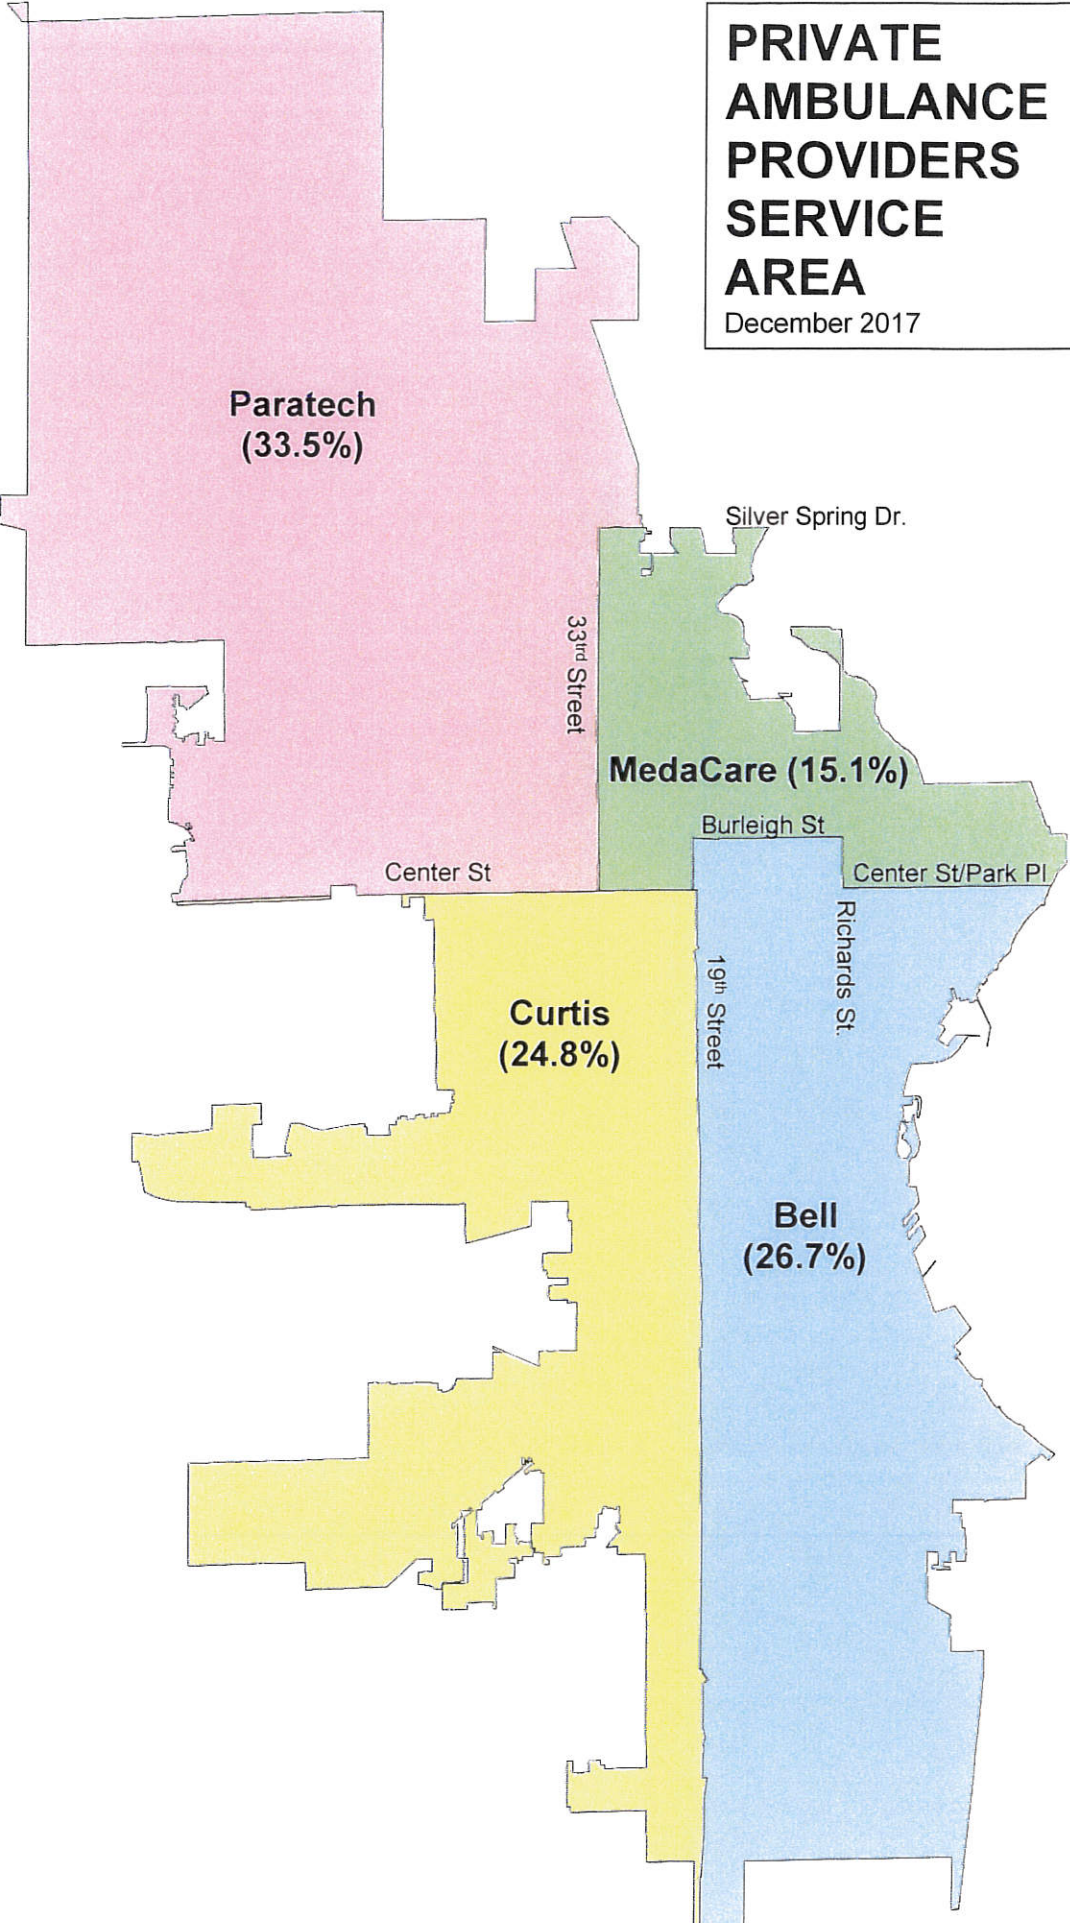 PRIVATE
AMBULANCE
PROVIDERS
SERVICE
AREA
December 2017
Paratech
(33.5%)
Silver Spring Dr.
33trd Street
MedaCare (15.1%)
Burleigh St
Center St
Center St/Park Pl
Richards St.
19th Street
Curtis
(24.8%)
Bell
(26.7%)